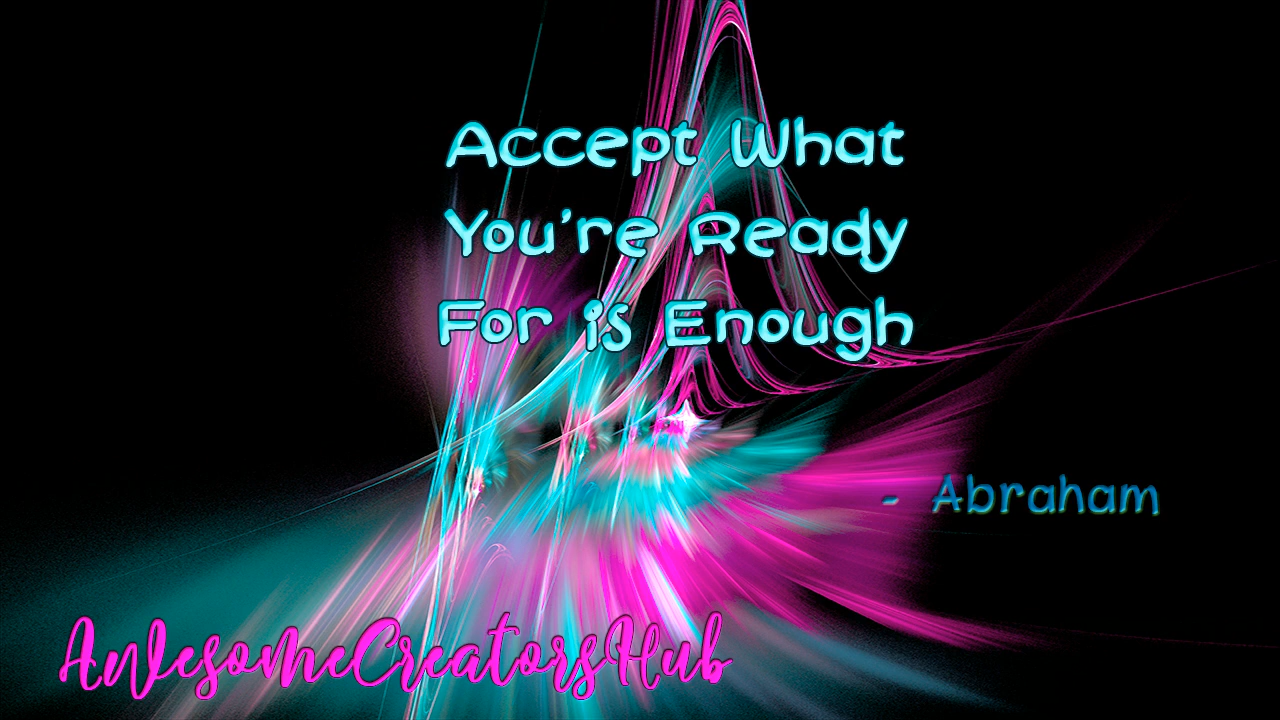 Accept What
You're Ready
For is Enough
- Abraham
AwesomeCreatorsHub